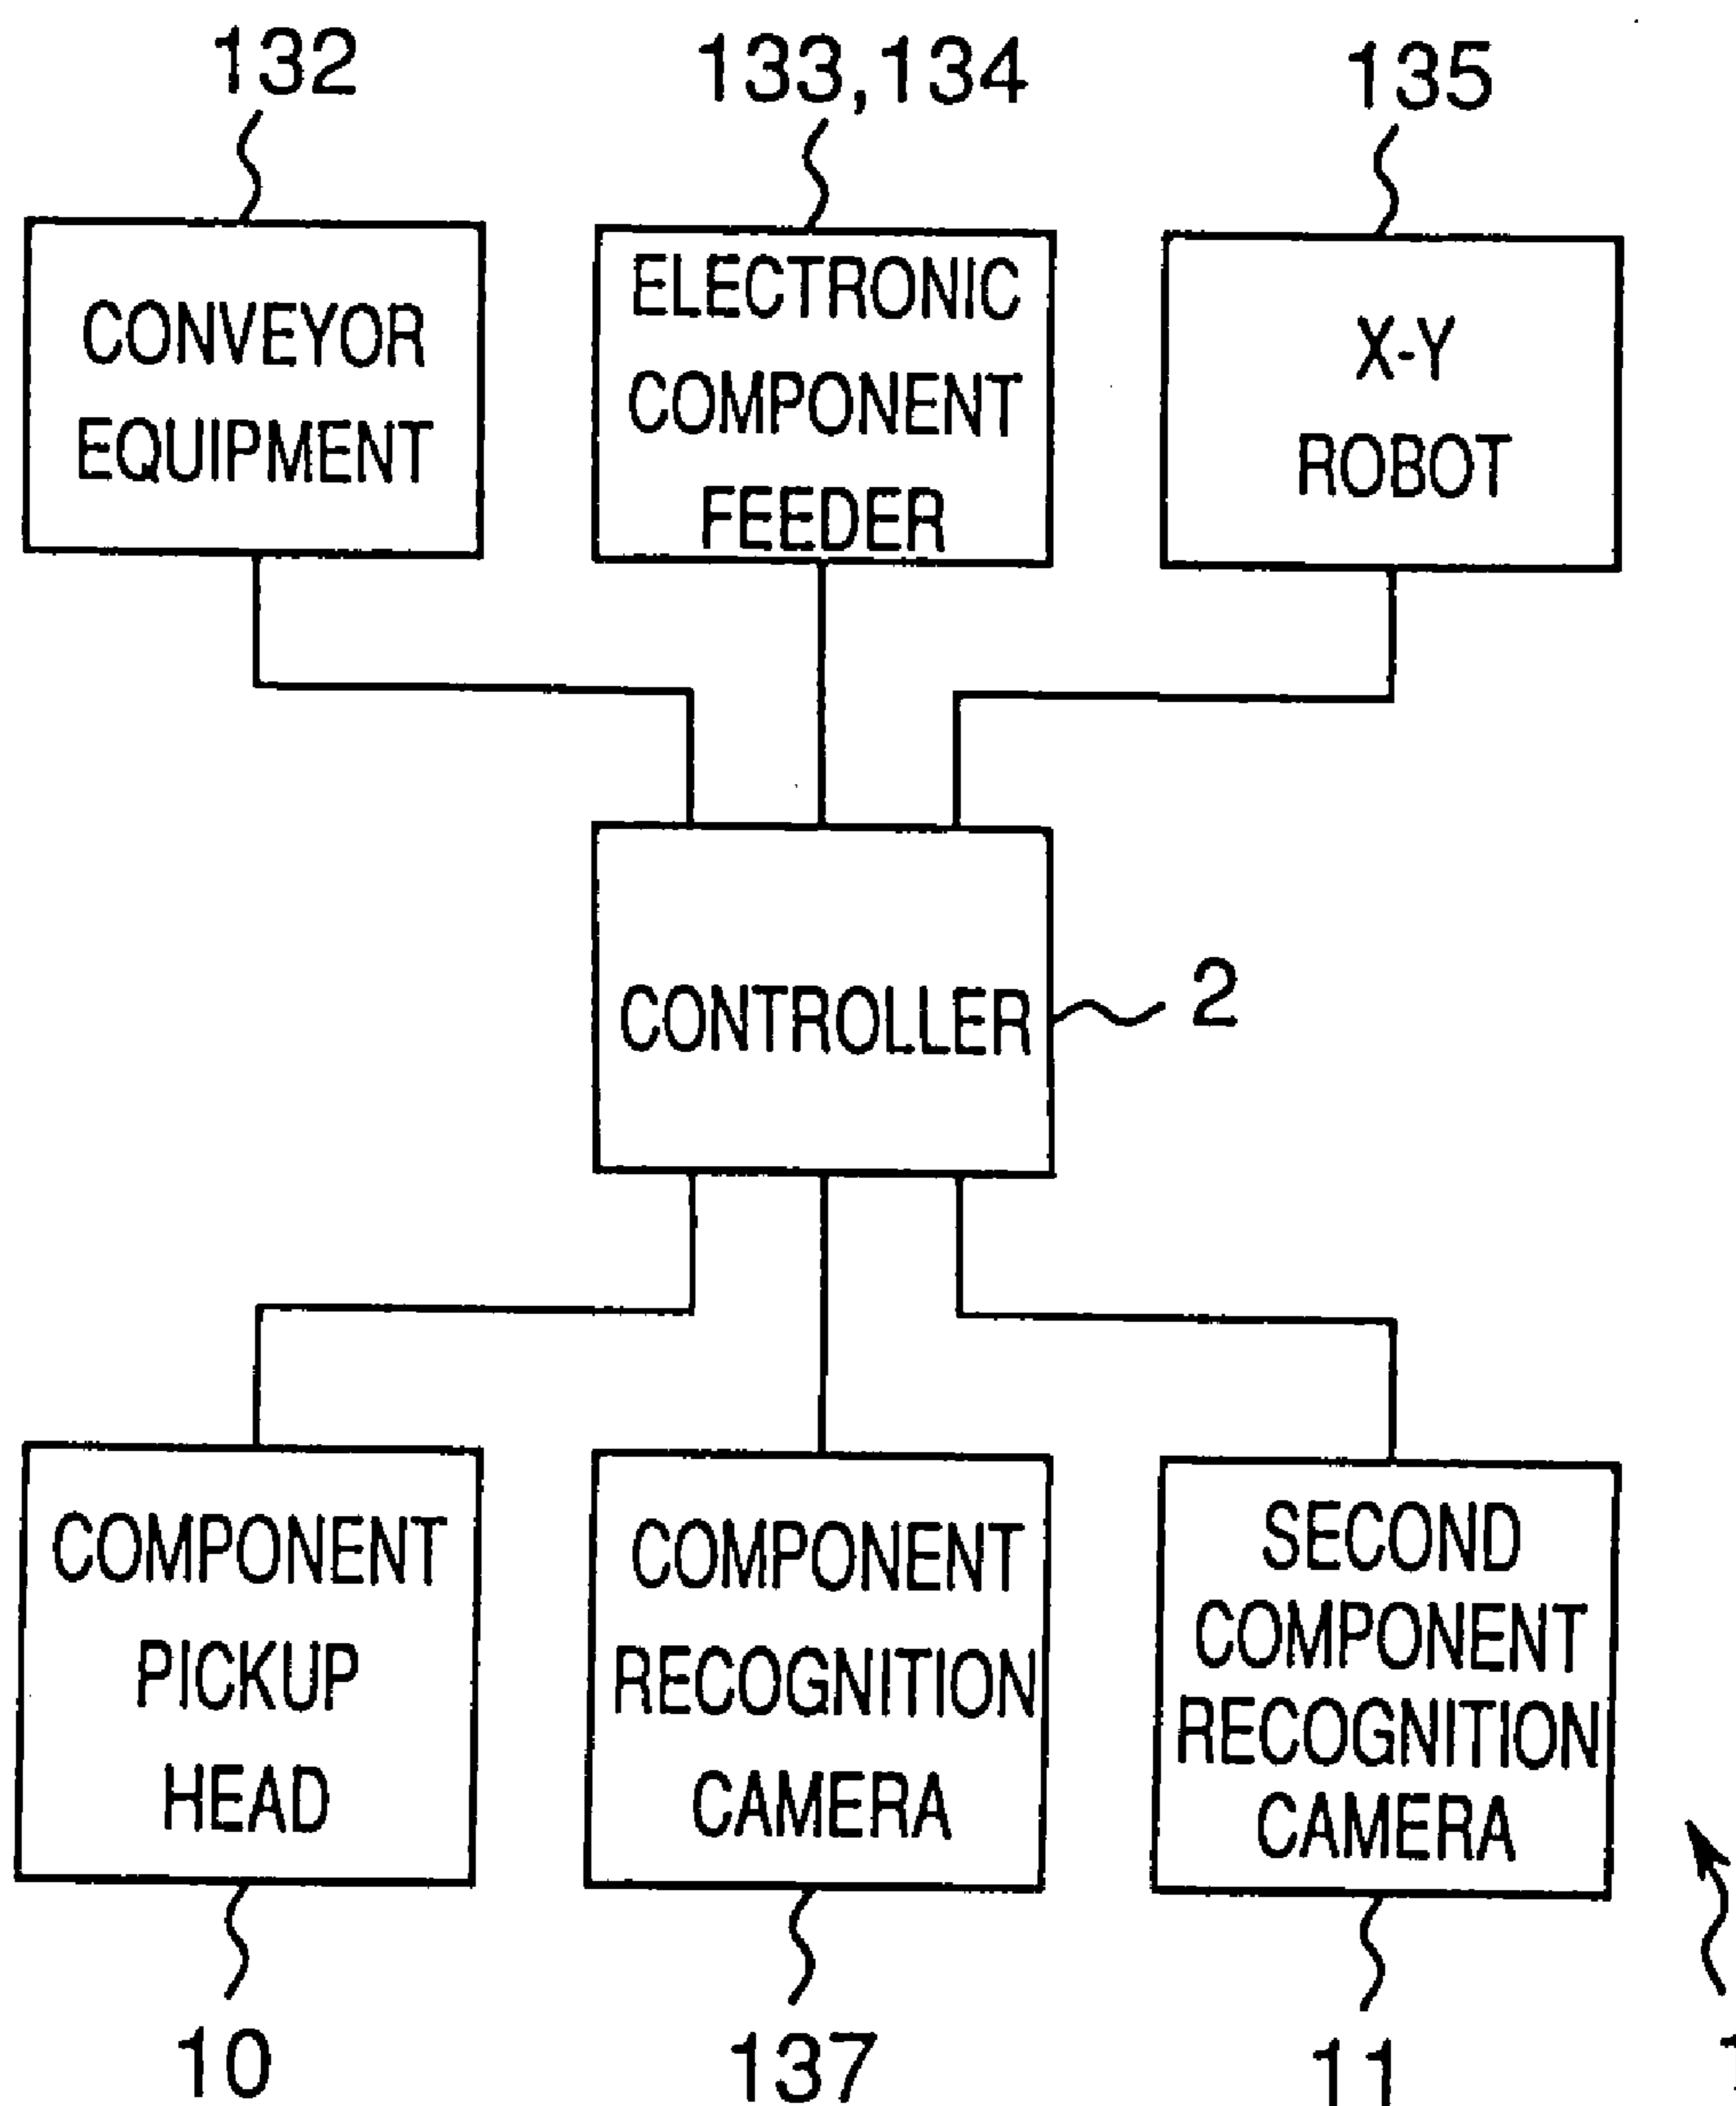 132
133,134
135
CONVEYOR
EQUIPMENT
ELECTRONIC
COMPONENT
FEEDER
X-Y
ROBOT
CONTROLLER
2
COMPONENT
PICKUP
HEAD
COMPONENT
RECOGNITION
CAMERA
SECOND
COMPONENT
RECOGNITION
CAMERA
10
137
11